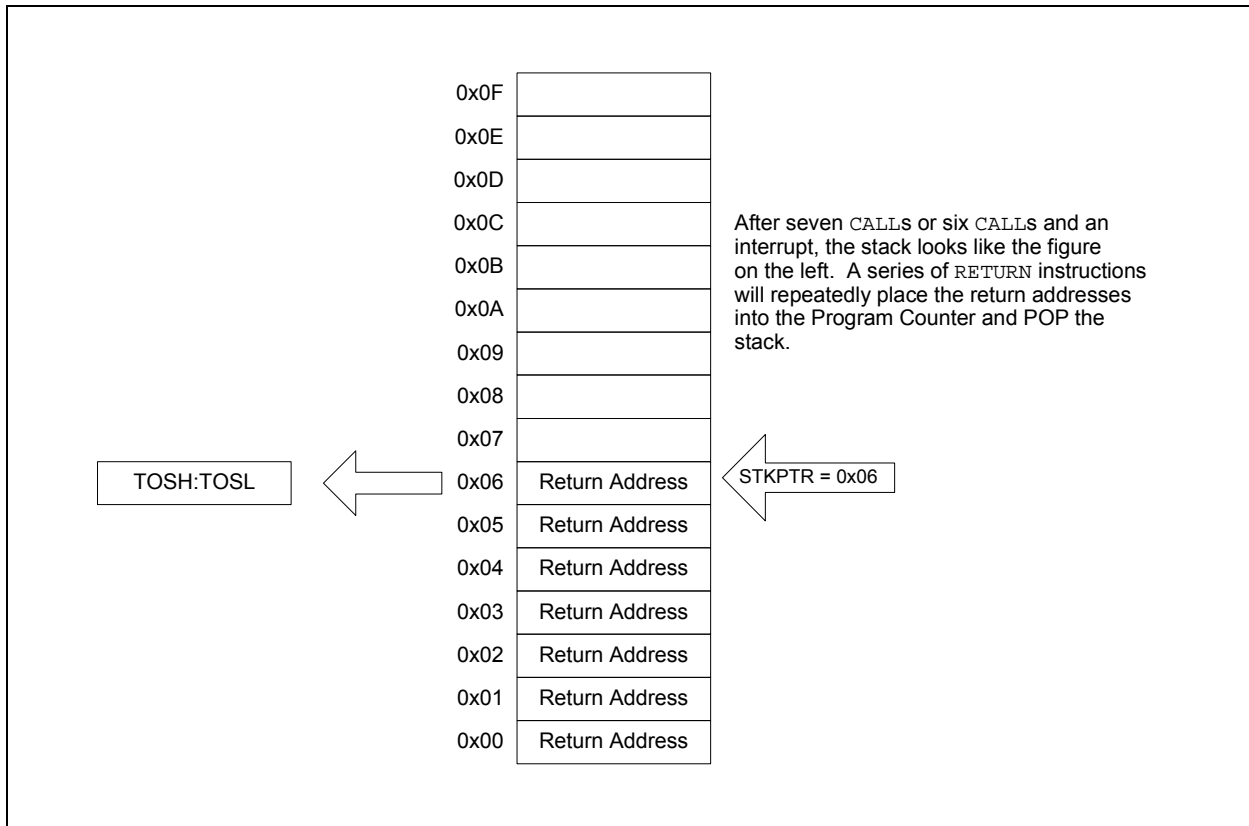 0x0F
0x0E
0x0D
0x0C
0x0B
0x0A
0x09
0x08
0x07
After seven CALLs or six CALLs and an
interrupt, the stack looks like the figure
on the left.  A series of RETURN instructions
will repeatedly place the return addresses
into the Program Counter and POP the
stack.
TOSH:TOSL
0x06 Return Address
STKPTR = 0x06
0x05 Return Address
0x04 Return Address
0x03 Return Address
0x02 Return Address
0x01 Return Address
0x00 Return Address